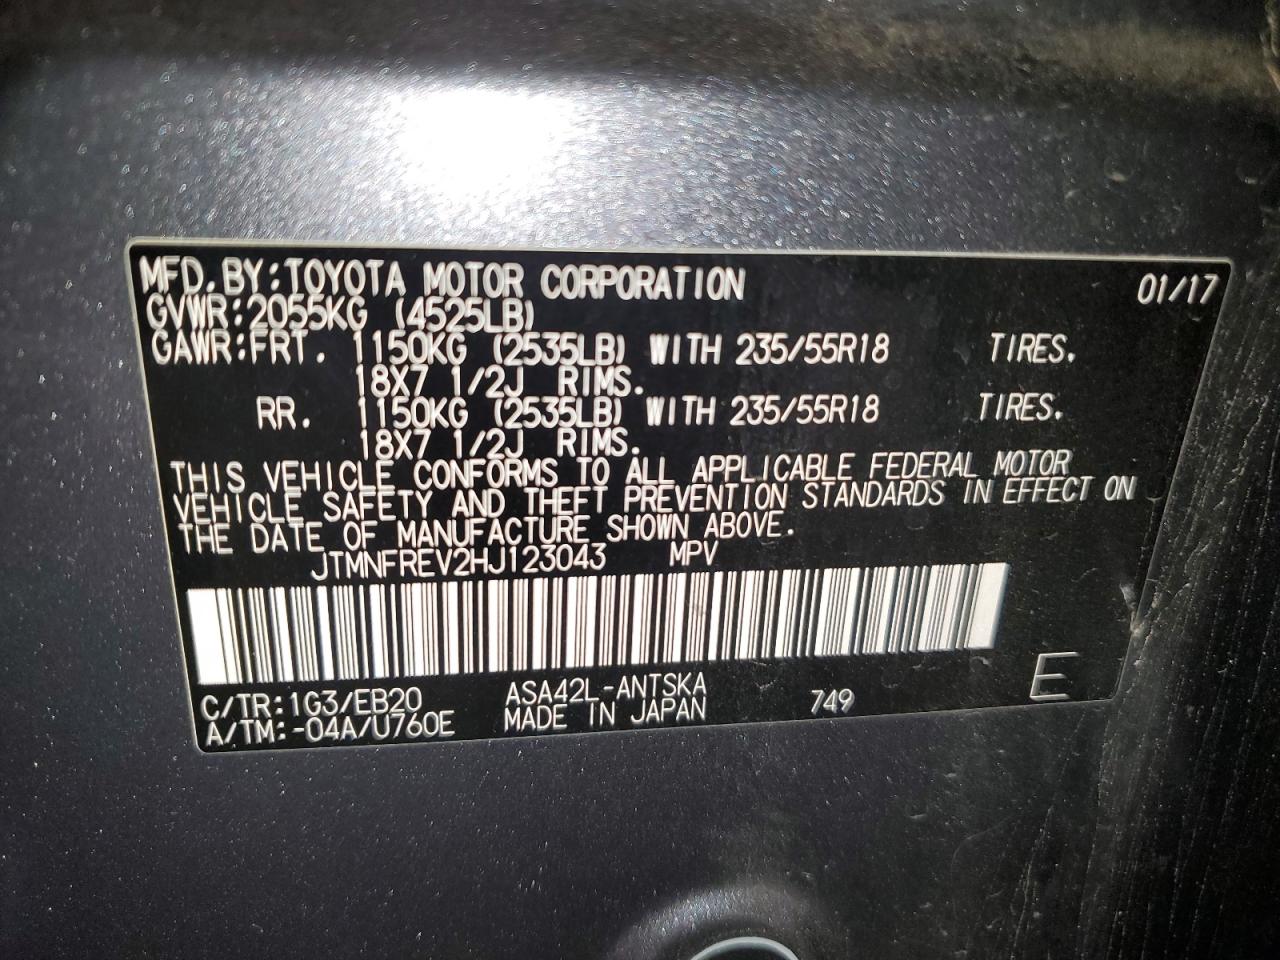 MFD.BY:TOYOTA MOTOR CORPORATION 01/17
GVWR:2055KG (4525LB)
GAWR:FRT. 1150KG (2535LB) WITH 235/55R18 TIRES.
18X7 1/2J RIMS.
RR. 1150KG (2535LB) WITH 235/55R18 TIRES.
18X7 1/2J RIMS.
THIS VEHICLE CONFORMS TO ALL APPLICABLE FEDERAL MOTOR
VEHICLE SAFETY AND THEFT PREVENTION STANDARDS IN EFFECT ON
THE DATE OF MANUFACTURE SHOWN ABOVE.
JTMNFREV2HJ123043 MPV
C/TR:1G3/EB20 ASA42L-ANTSKA 749 E
A/TM:-04A/U760E MADE IN JAPAN